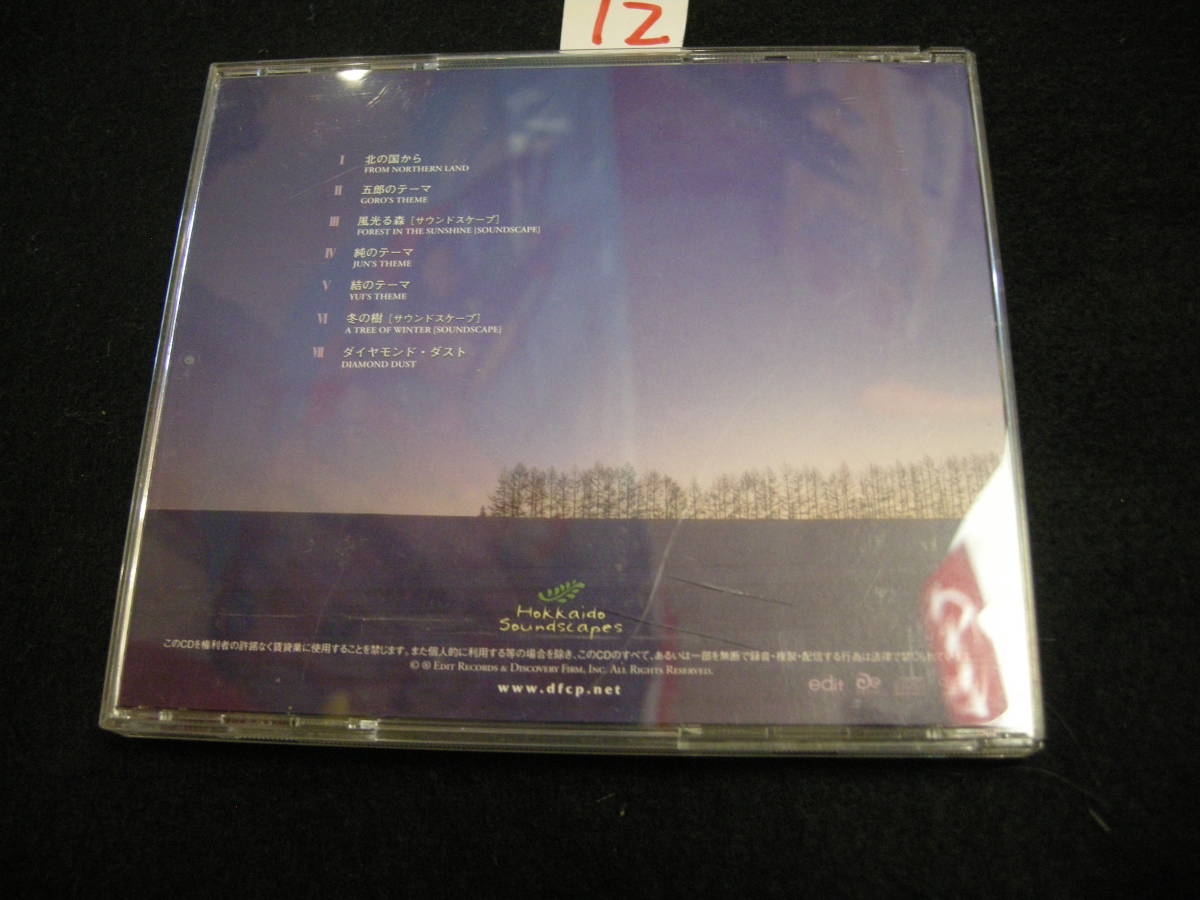 12
I 北の国から
FROM NORTHERN LAND
II 五郎のテーマ
GORO'S THEME
III 風光る森 [サウンドスケープ]
FOREST IN THE SUNSHINE [SOUNDSCAPE]
IV 純のテーマ
JUN'S THEME
V 結のテーマ
YUI'S THEME
VI 冬の樹 [サウンドスケープ]
A TREE OF WINTER [SOUNDSCAPE]
VII ダイヤモンド・ダスト
DIAMOND DUST
Hokkaido
Soundscapes
このCDを権利者の許諾なく賃貸業に使用することを禁じます。また個人的に利用する等の場合を除き、このCDのすべて、あるいは一部を無断で録音・複製・配信する行為は法律で禁じられて
© ℗ EDIT RECORDS & DISCOVERY FIRM, INC. ALL RIGHTS RESERVED.
www.dfcp.net
edit